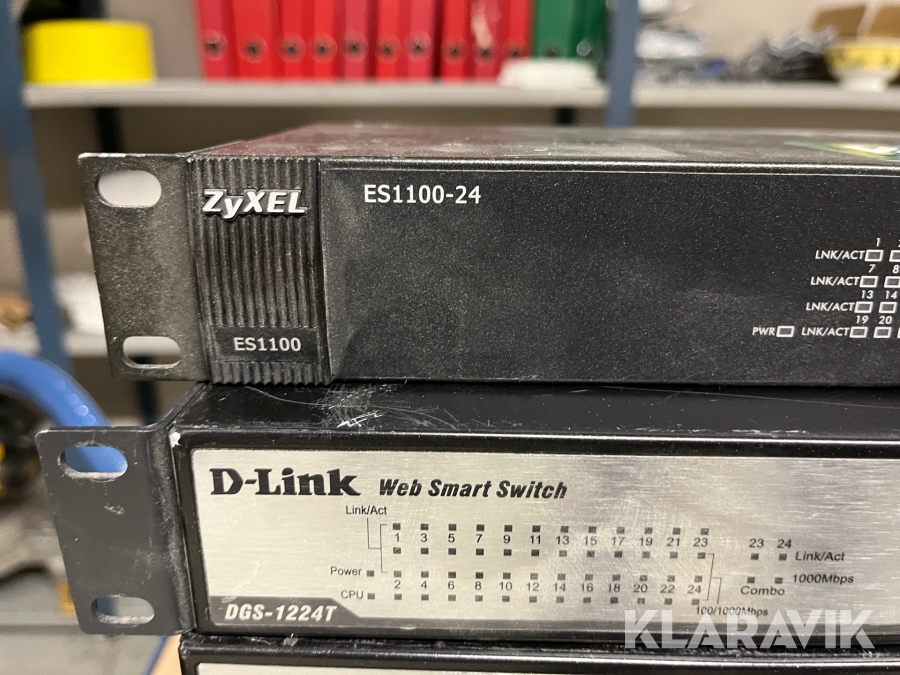 ZyXEL
ES1100-24
1
LNK/ACT
7 8
LNK/ACT
13 14
LNK/ACT
19 20
PWR LNK/ACT
ES1100
D-Link Web Smart Switch
Link/Act
1 3 5 7 9 11 13 15 17 19 21 23
23 24
Link/Act
Power
2 4 6 8 10 12 14 16 18 20 22 24
1000Mbps
CPU
Combo
100/1000Mbps
DGS-1224T
KLARAVIK